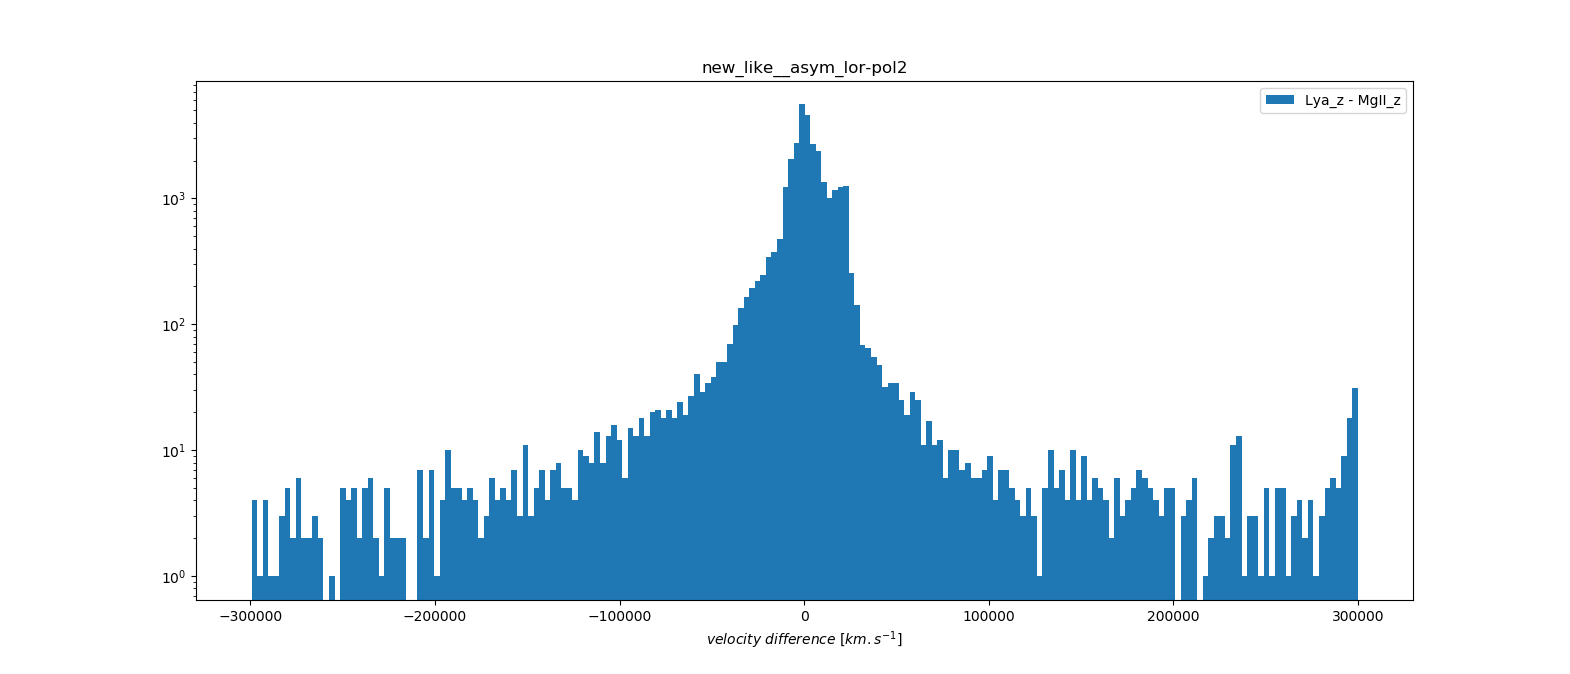 new_like__asym_lor-pol2
Lya_z - MgII_z
10³
10²
10¹
10⁰
−300000 −200000 −100000 0 100000 200000 300000
velocity difference [km.s⁻¹]